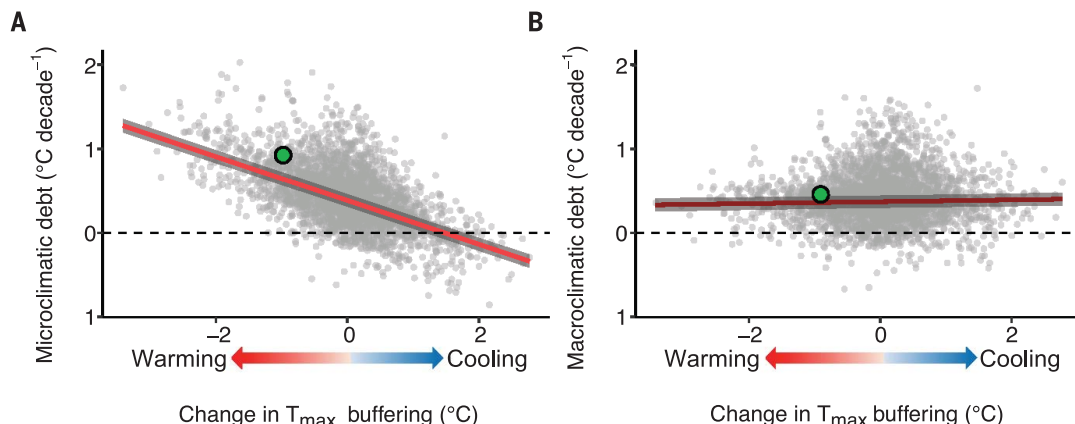 A
Microclimatic debt (°C decade⁻¹)
2
1
0
1
−2
0
2
Warming
Cooling
Change in Tmax buffering (°C)
B
Macroclimatic debt (°C decade⁻¹)
2
1
0
1
−2
0
2
Warming
Cooling
Change in Tmax buffering (°C)